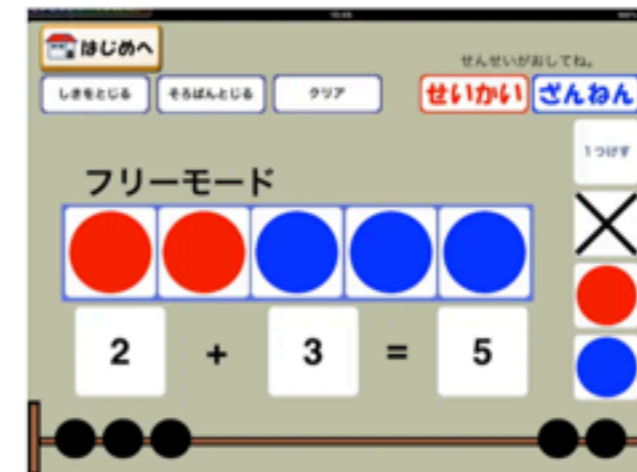 はじめへ
せんせいがおしてね。
しきをとじる
そろばんとじる
クリア
せいかい
ざんねん
1つけす
フリーモード
2 + 3 = 5